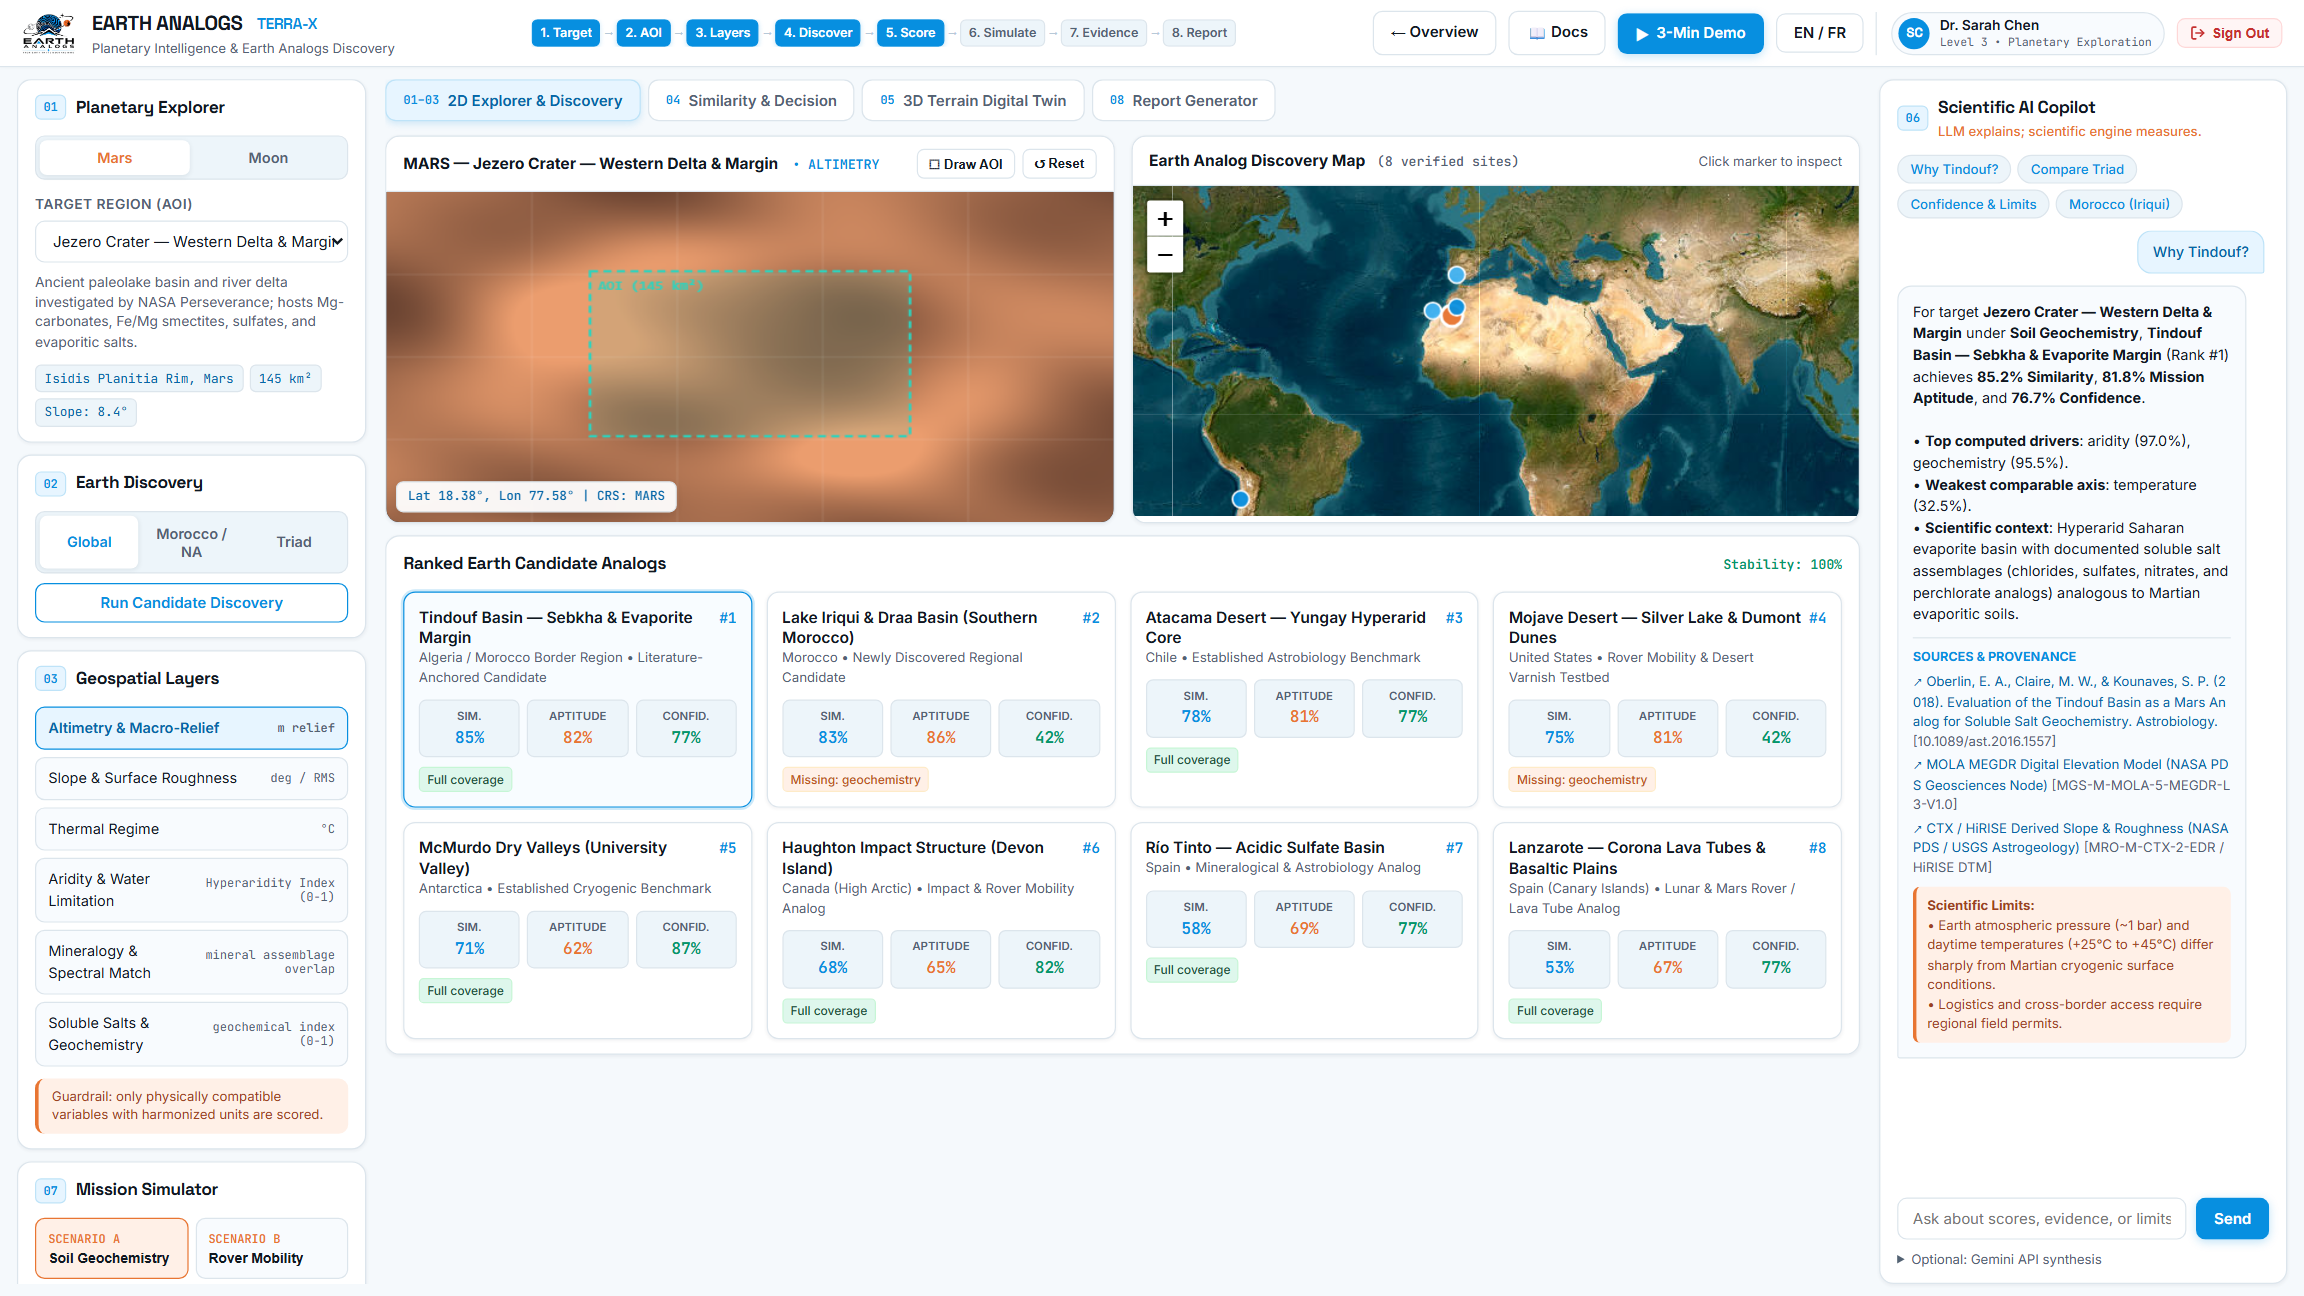 EARTH ANALOGS TERRA-X
Planetary Intelligence & Earth Analogs Discovery
1. Target → 2. AOI → 3. Layers → 4. Discover → 5. Score → 6. Simulate → 7. Evidence → 8. Report
← Overview
📖 Docs
▶ 3-Min Demo
EN / FR
SC
Dr. Sarah Chen
Level 3 • Planetary Exploration
Sign Out
01 Planetary Explorer
Mars
Moon
TARGET REGION (AOI)
Jezero Crater — Western Delta & Margin
Ancient paleolake basin and river delta
investigated by NASA Perseverance; hosts Mg-
carbonates, Fe/Mg smectites, sulfates, and
evaporitic salts.
Isidis Planitia Rim, Mars
145 km²
Slope: 8.4°
02 Earth Discovery
Global
Morocco /
NA
Triad
Run Candidate Discovery
03 Geospatial Layers
Altimetry & Macro-Relief m relief
Slope & Surface Roughness deg / RMS
Thermal Regime °C
Aridity & Water
Limitation
Hyperaridity Index
(0-1)
Mineralogy &
Spectral Match
mineral assemblage
overlap
Soluble Salts &
Geochemistry
geochemical index
(0-1)
Guardrail: only physically compatible
variables with harmonized units are scored.
07 Mission Simulator
SCENARIO A
Soil Geochemistry
SCENARIO B
Rover Mobility
01-03 2D Explorer & Discovery
04 Similarity & Decision
05 3D Terrain Digital Twin
08 Report Generator
MARS — Jezero Crater — Western Delta & Margin • ALTIMETRY
☐ Draw AOI
↺ Reset
AOI (145 km²)
Lat 18.38°, Lon 77.58° | CRS: MARS
Earth Analog Discovery Map (8 verified sites)
Click marker to inspect
+
−
Ranked Earth Candidate Analogs
Stability: 100%
Tindouf Basin — Sebkha & Evaporite
Margin
#1
Algeria / Morocco Border Region • Literature-
Anchored Candidate
SIM. APTITUDE CONFID.
85% 82% 77%
Full coverage
Lake Iriqui & Draa Basin (Southern
Morocco)
#2
Morocco • Newly Discovered Regional
Candidate
SIM. APTITUDE CONFID.
83% 86% 42%
Missing: geochemistry
Atacama Desert — Yungay Hyperarid
Core
#3
Chile • Established Astrobiology Benchmark
SIM. APTITUDE CONFID.
78% 81% 77%
Full coverage
Mojave Desert — Silver Lake & Dumont
Dunes
#4
United States • Rover Mobility & Desert
Varnish Testbed
SIM. APTITUDE CONFID.
75% 81% 42%
Missing: geochemistry
McMurdo Dry Valleys (University
Valley)
#5
Antarctica • Established Cryogenic Benchmark
SIM. APTITUDE CONFID.
71% 62% 87%
Full coverage
Haughton Impact Structure (Devon
Island)
#6
Canada (High Arctic) • Impact & Rover Mobility
Analog
SIM. APTITUDE CONFID.
68% 65% 82%
Full coverage
Río Tinto — Acidic Sulfate Basin
#7
Spain • Mineralogical & Astrobiology Analog
SIM. APTITUDE CONFID.
58% 69% 77%
Full coverage
Lanzarote — Corona Lava Tubes &
Basaltic Plains
#8
Spain (Canary Islands) • Lunar & Mars Rover /
Lava Tube Analog
SIM. APTITUDE CONFID.
53% 67% 77%
Full coverage
06 Scientific AI Copilot
LLM explains; scientific engine measures.
Why Tindouf?
Compare Triad
Confidence & Limits
Morocco (Iriqui)
Why Tindouf?
For target Jezero Crater — Western Delta &
Margin under Soil Geochemistry, Tindouf
Basin — Sebkha & Evaporite Margin (Rank #1)
achieves 85.2% Similarity, 81.8% Mission
Aptitude, and 76.7% Confidence.
• Top computed drivers: aridity (97.0%),
geochemistry (95.5%).
• Weakest comparable axis: temperature
(32.5%).
• Scientific context: Hyperarid Saharan
evaporite basin with documented soluble salt
assemblages (chlorides, sulfates, nitrates, and
perchlorate analogs) analogous to Martian
evaporitic soils.
SOURCES & PROVENANCE
↗ Oberlin, E. A., Claire, M. W., & Kounaves, S. P. (2
018). Evaluation of the Tindouf Basin as a Mars An
alog for Soluble Salt Geochemistry. Astrobiology.
[10.1089/ast.2016.1557]
↗ MOLA MEGDR Digital Elevation Model (NASA PD
S Geosciences Node) [MGS-M-MOLA-5-MEGDR-L
3-V1.0]
↗ CTX / HiRISE Derived Slope & Roughness (NASA
PDS / USGS Astrogeology) [MRO-M-CTX-2-EDR /
HiRISE DTM]
Scientific Limits:
• Earth atmospheric pressure (~1 bar) and
daytime temperatures (+25°C to +45°C) differ
sharply from Martian cryogenic surface
conditions.
• Logistics and cross-border access require
regional field permits.
Ask about scores, evidence, or limits
Send
▶ Optional: Gemini API synthesis